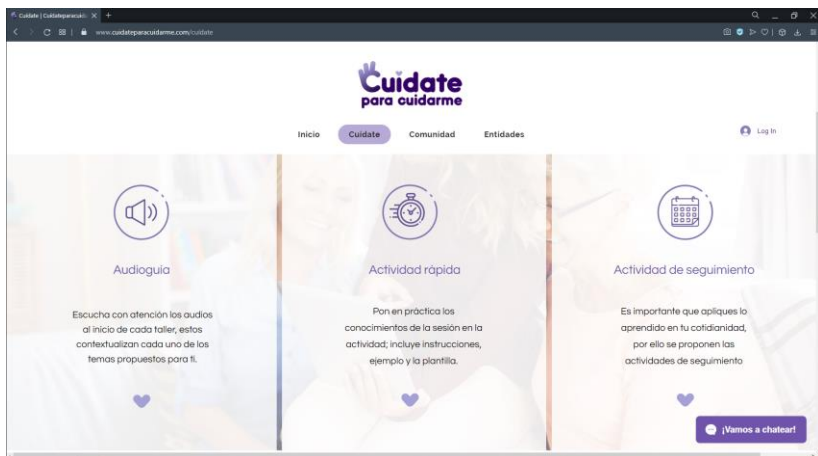 Cuidate | Cuidateparacuid
www.cuidateparacuidarme.com/cuidate
Cuidate
para cuidarme
Inicio
Cuidate
Comunidad
Entidades
Log In
Audioguia
Escucha con atención los audios
al inicio de cada taller, estos
contextualizan cada uno de los
temas propuestos para ti.
Actividad rápida
Pon en práctica los
conocimientos de la sesión en la
actividad; incluye instrucciones,
ejemplo y la plantilla.
Actividad de seguimiento
Es importante que apliques lo
aprendido en tu cotidianidad,
por ello se proponen las
actividades de seguimiento
¡Vamos a chatear!